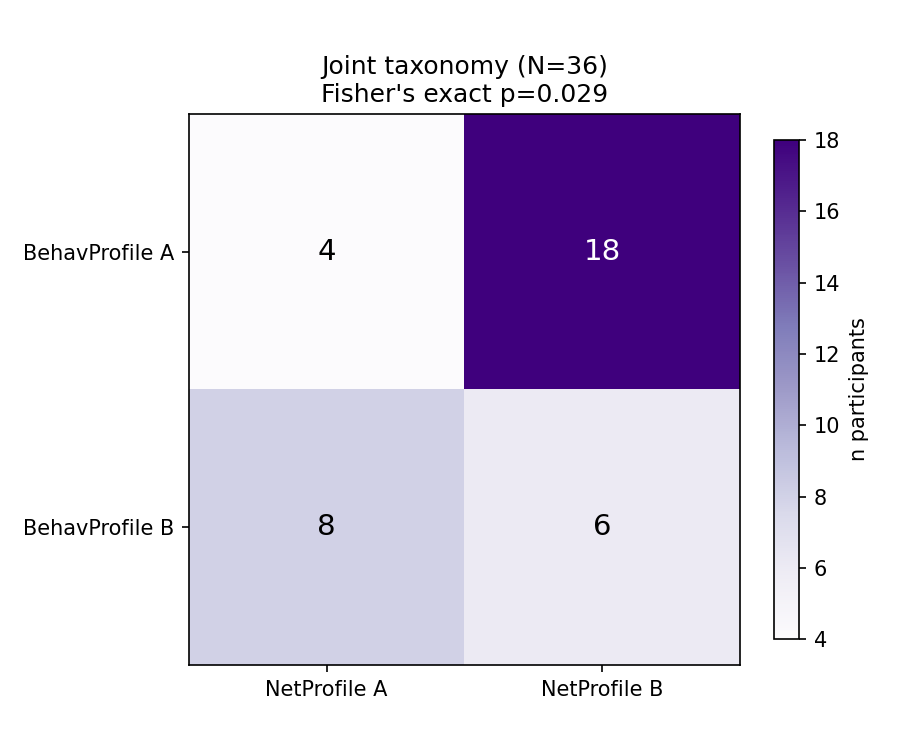 Joint taxonomy (N=36)
Fisher's exact p=0.029
BehavProfile A
4
18
BehavProfile B
8
6
NetProfile A
NetProfile B
18
16
14
12
10
8
6
4
n participants